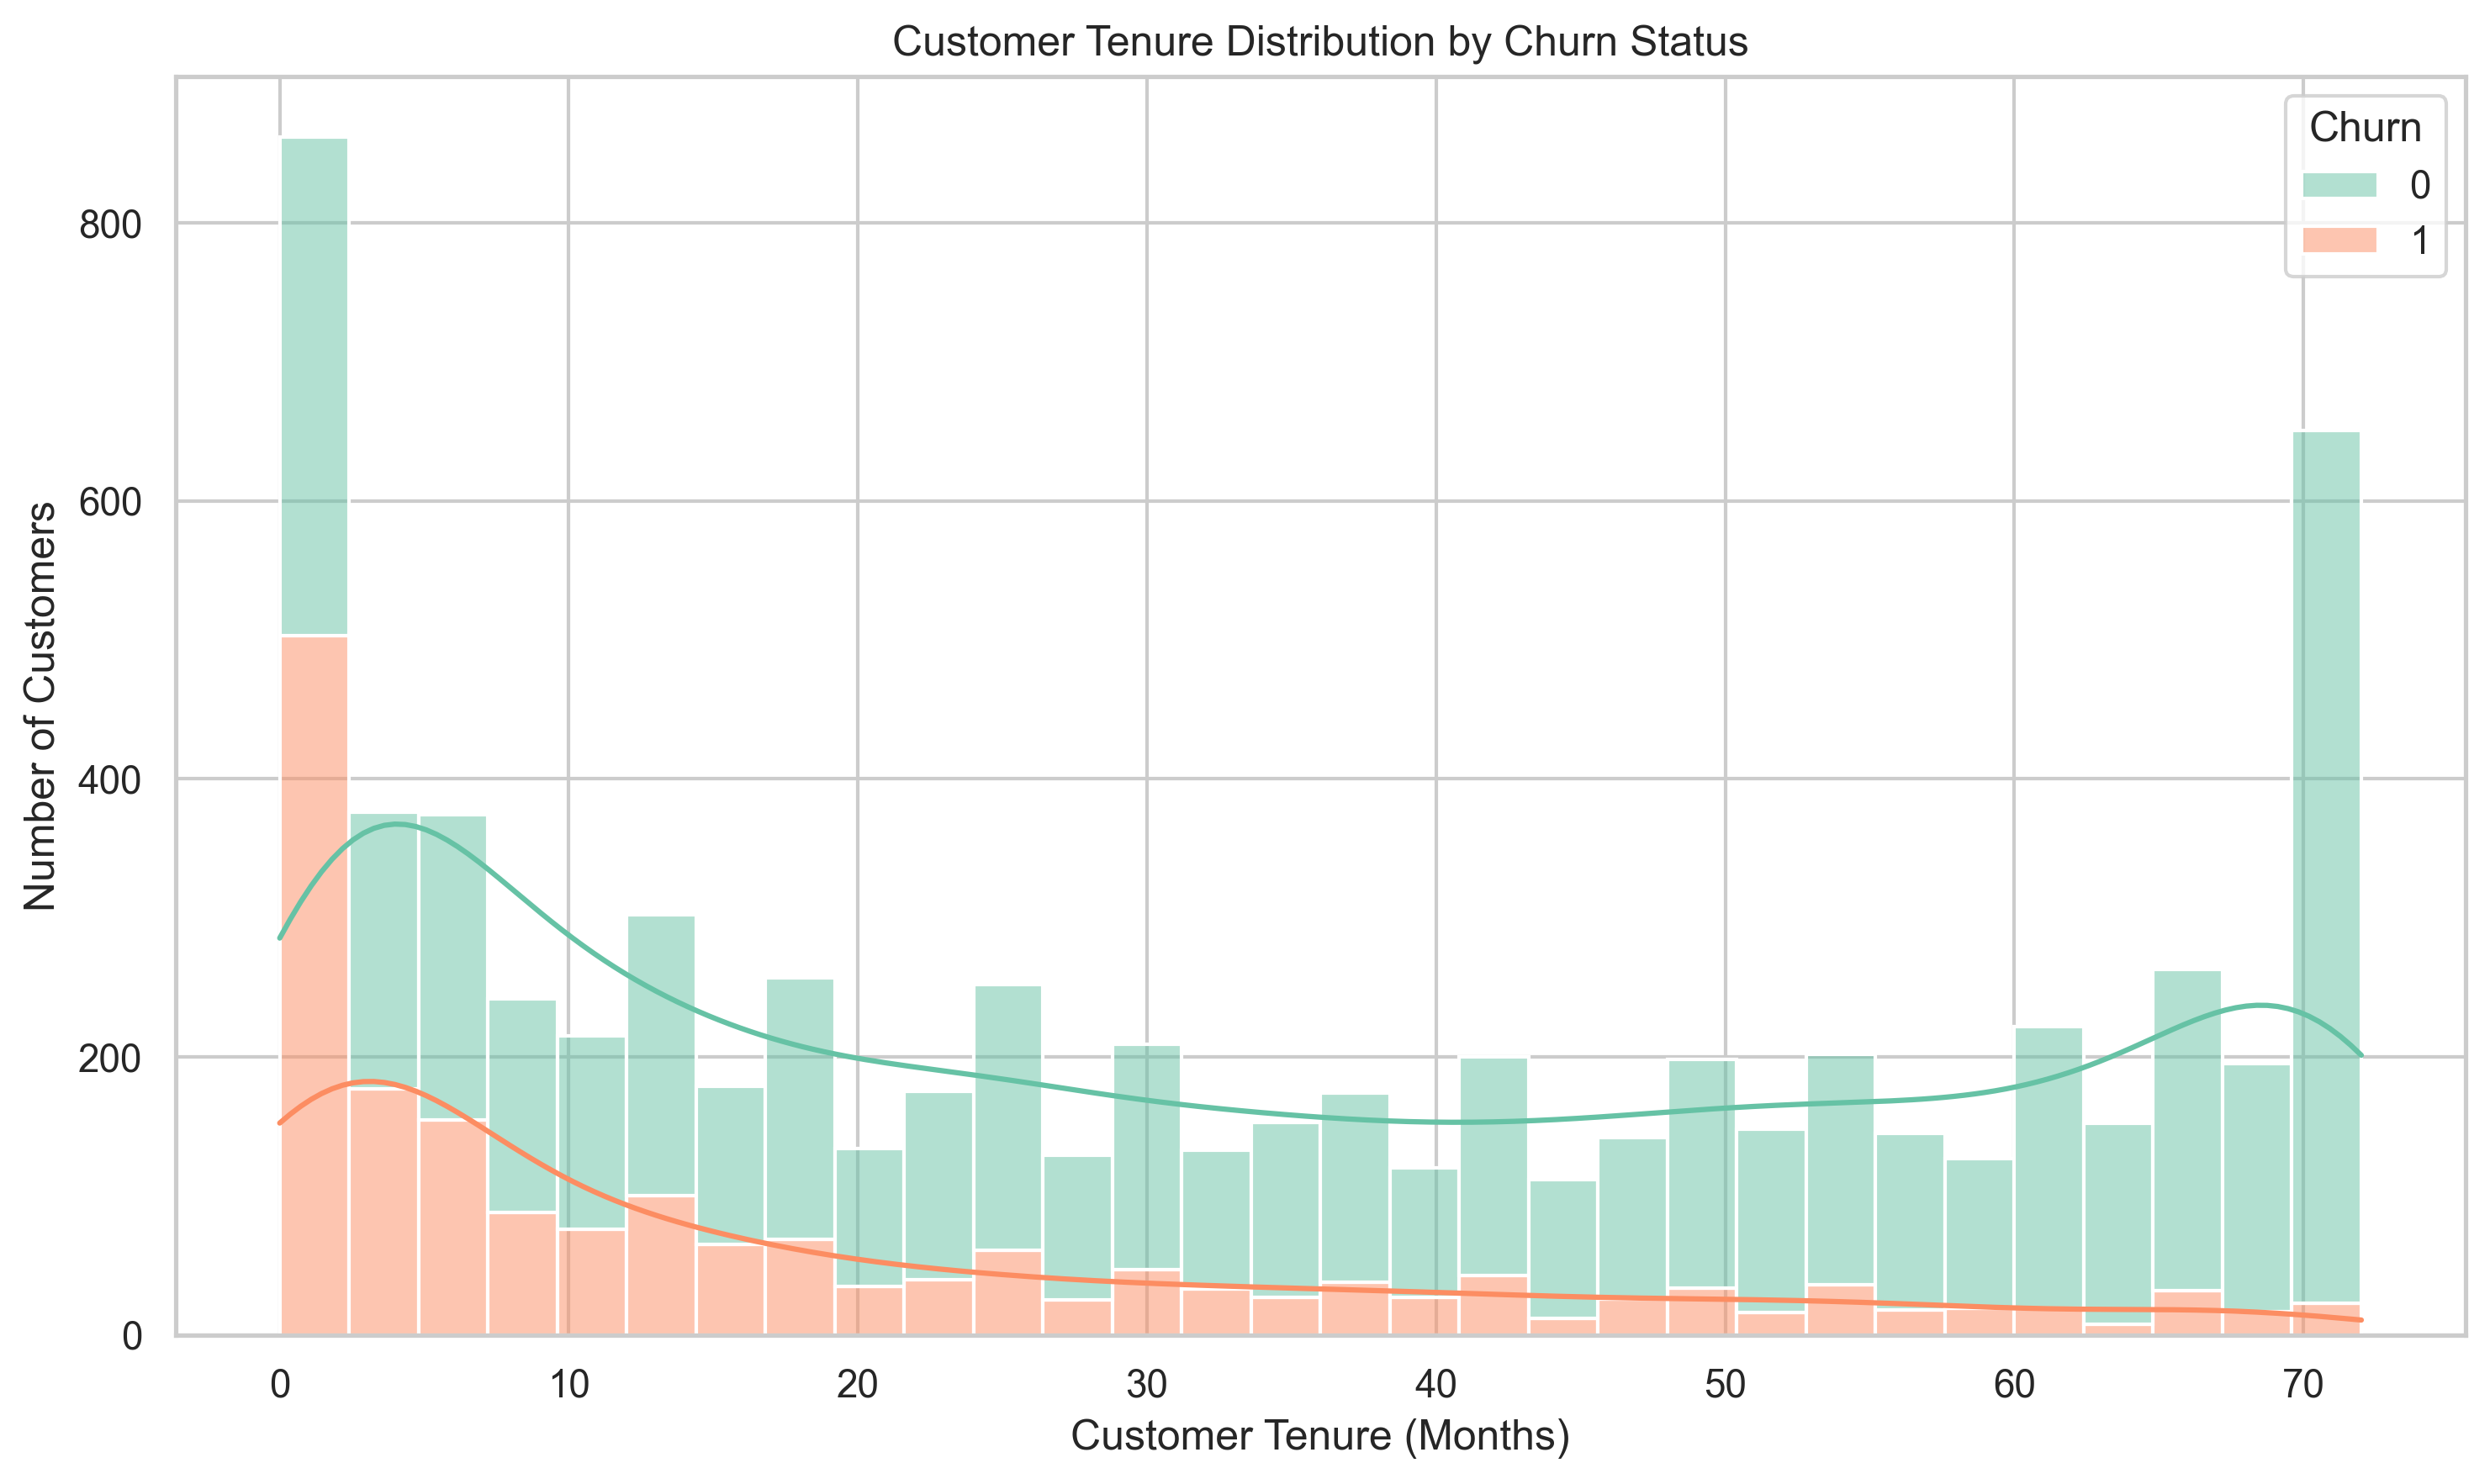 Customer Tenure Distribution by Churn Status
Churn
0
1
Number of Customers
800
600
400
200
0
0 10 20 30 40 50 60 70
Customer Tenure (Months)